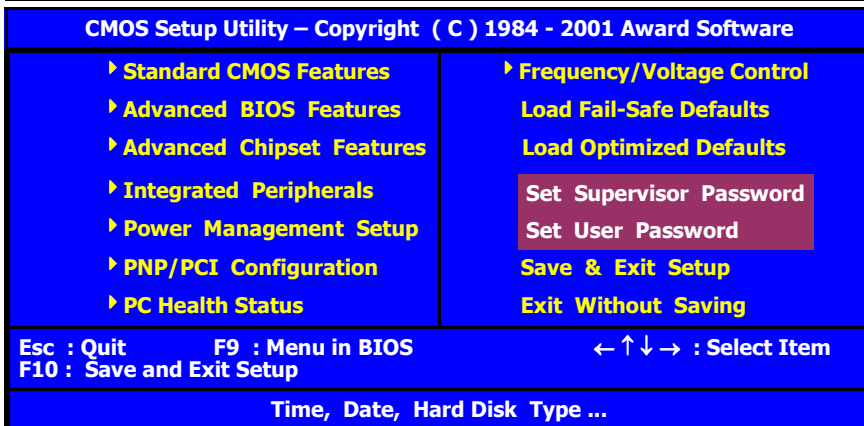 CMOS Setup Utility – Copyright ( C ) 1984 - 2001 Award Software
Standard CMOS Features
Advanced BIOS Features
Advanced Chipset Features
Integrated Peripherals
Power Management Setup
PNP/PCI Configuration
PC Health Status
Frequency/Voltage Control
Load Fail-Safe Defaults
Load Optimized Defaults
Set Supervisor Password
Set User Password
Save & Exit Setup
Exit Without Saving
Esc : Quit F9 : Menu in BIOS ←↑↓→ : Select Item
F10 : Save and Exit Setup
Time, Date, Hard Disk Type ...